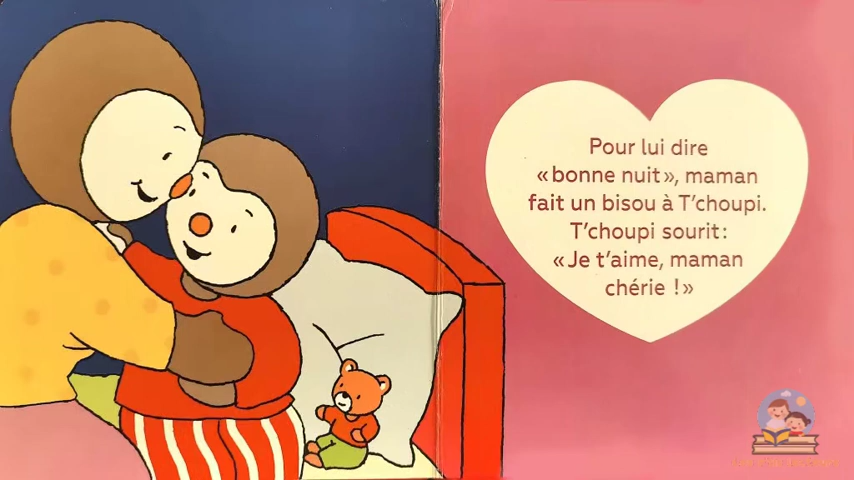 Pour lui dire
«bonne nuit», maman
fait un bisou à T'choupi.
T'choupi sourit:
«Je t'aime, maman
chérie !»